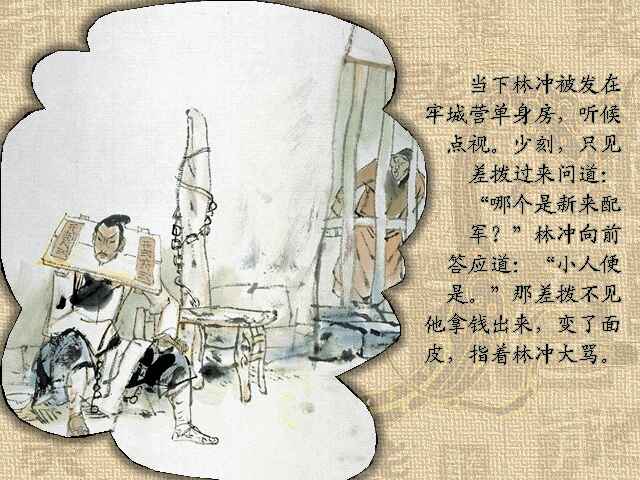 当下林冲被发在
牢城营单身房，听候
点视。少刻，只见
差拨过来问道：
“哪个是新来配
军？”林冲向前
答应道：“小人便
是。”那差拨不见
他拿钱出来，变了面
皮，指着林冲大骂。